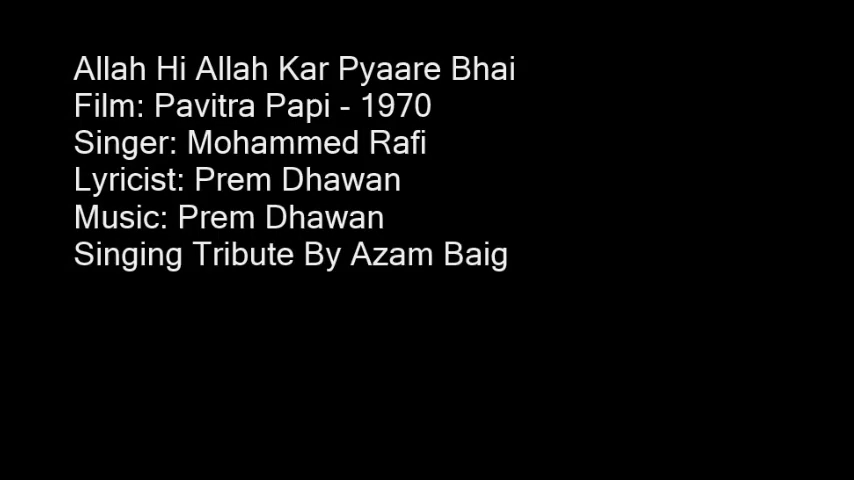 Allah Hi Allah Kar Pyaare Bhai
Film: Pavitra Papi - 1970
Singer: Mohammed Rafi
Lyricist: Prem Dhawan
Music: Prem Dhawan
Singing Tribute By Azam Baig